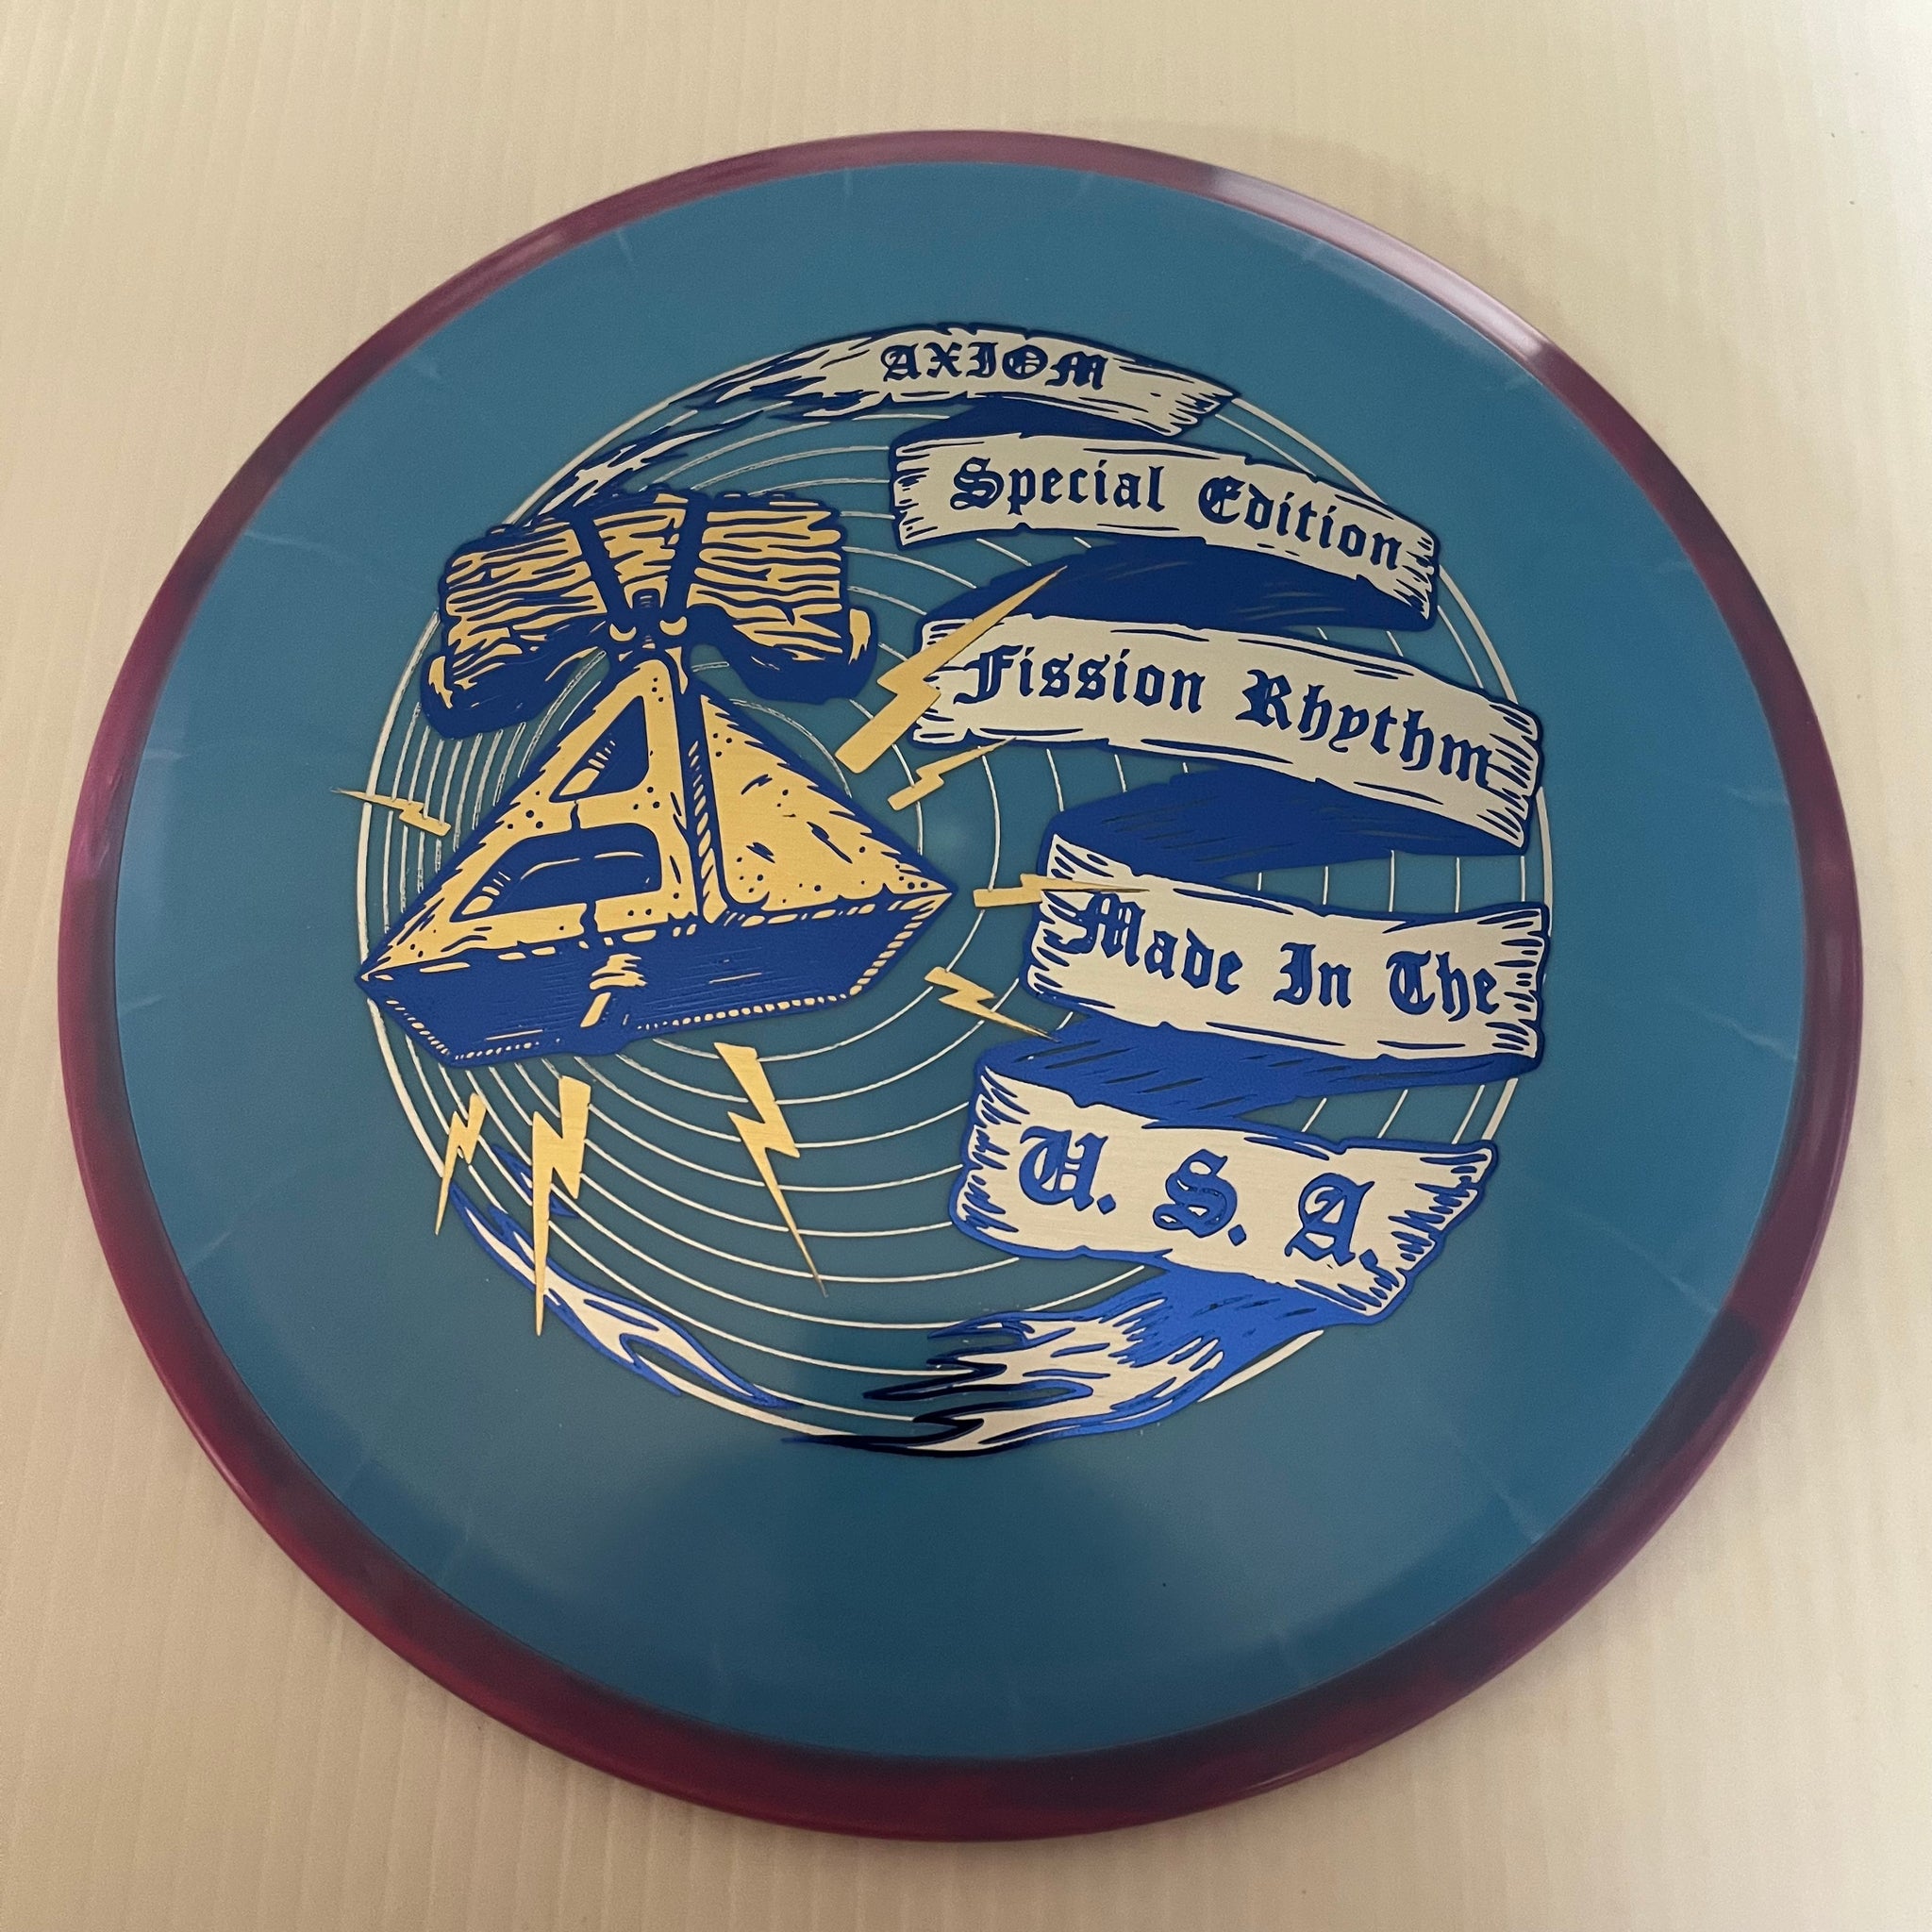 AXIOM
Special Edition
Fission Rhythm
Made In The
U. S. A.